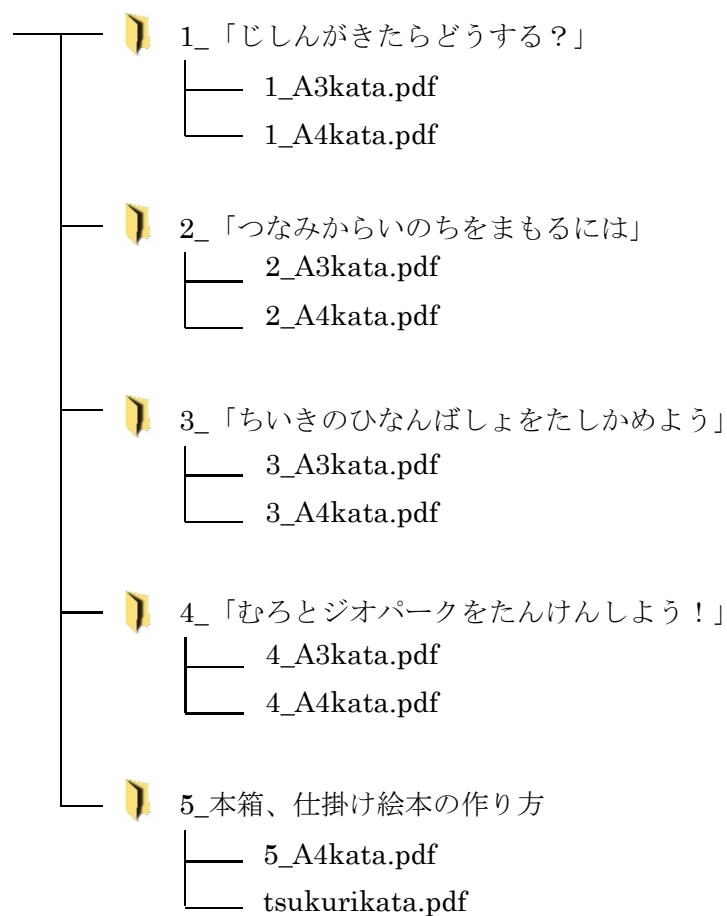 1_「じしんがきたらどうする？」
1_A3kata.pdf
1_A4kata.pdf
2_「つなみからいのちをまもるには」
2_A3kata.pdf
2_A4kata.pdf
3_「ちいきのひなんばしょをたしかめよう」
3_A3kata.pdf
3_A4kata.pdf
4_「むろとジオパークをたんけんしよう！」
4_A3kata.pdf
4_A4kata.pdf
5_本箱、仕掛け絵本の作り方
5_A4kata.pdf
tsukurikata.pdf